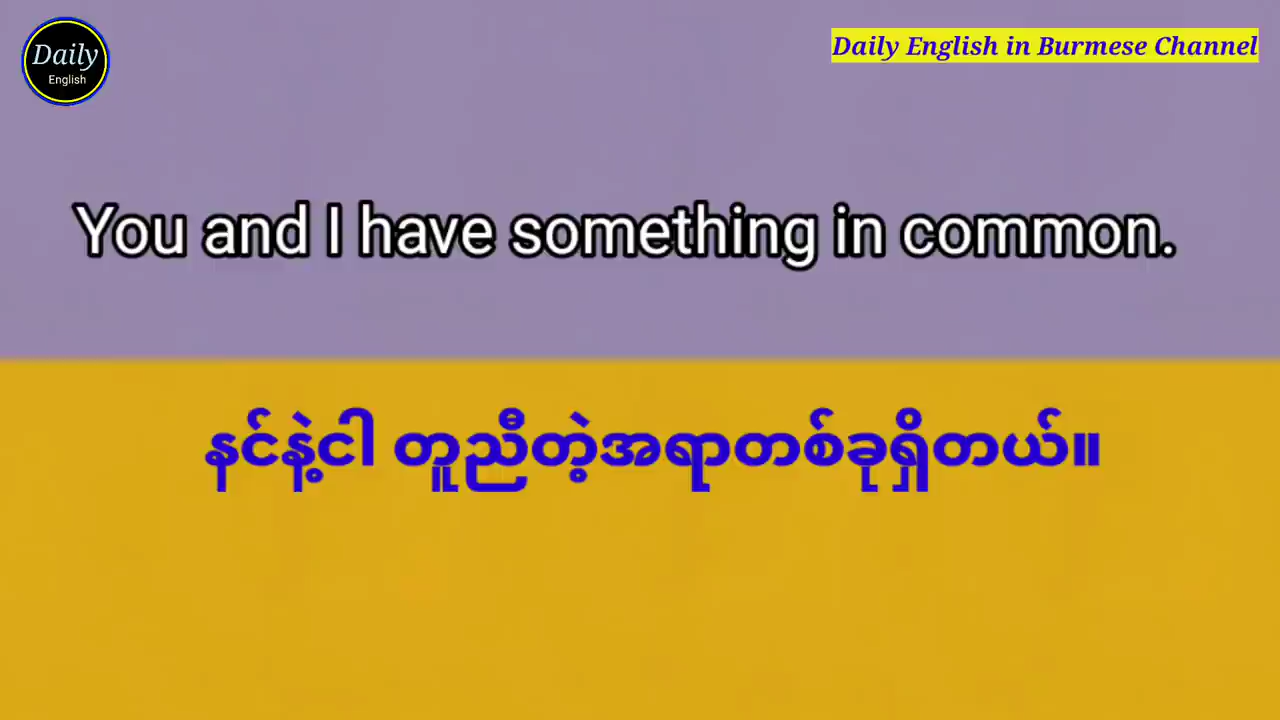 Daily
English
Daily English in Burmese Channel
You and I have something in common.
နင်နဲ့ငါ တူညီတဲ့အရာတစ်ခုရှိတယ်။